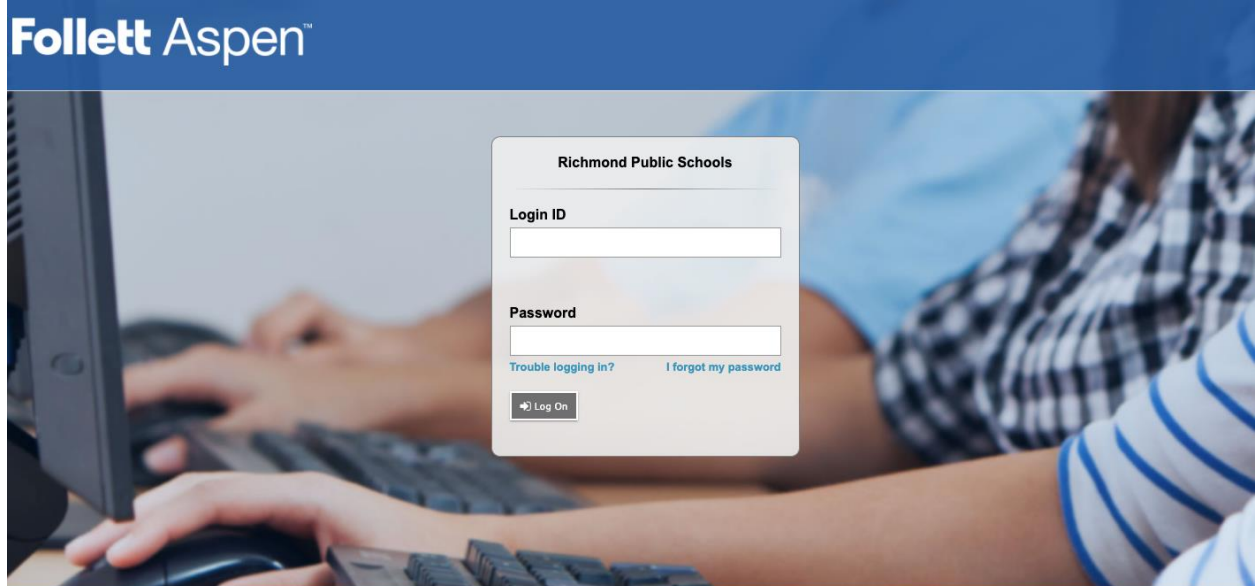 Follett Aspen™
Richmond Public Schools
Login ID
Password
Trouble logging in? I forgot my password
Log On